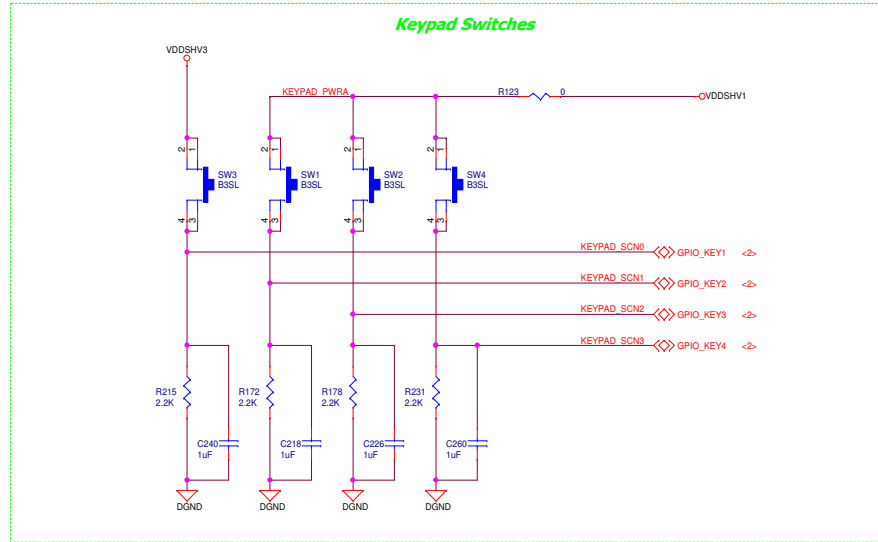 Keypad Switches
VDDSHV3
KEYPAD_PWRA
R123 0
VDDSHV1
2 1
2 1
2 1
2 1
SW3
B3SL
SW1
B3SL
SW2
B3SL
SW4
B3SL
4 3
4 3
4 3
4 3
KEYPAD_SCN0 GPIO_KEY1 <2>
KEYPAD_SCN1 GPIO_KEY2 <2>
KEYPAD_SCN2 GPIO_KEY3 <2>
KEYPAD_SCN3 GPIO_KEY4 <2>
R215
2.2K
R172
2.2K
R178
2.2K
R231
2.2K
C240
1uF
C218
1uF
C226
1uF
C260
1uF
DGND
DGND
DGND
DGND